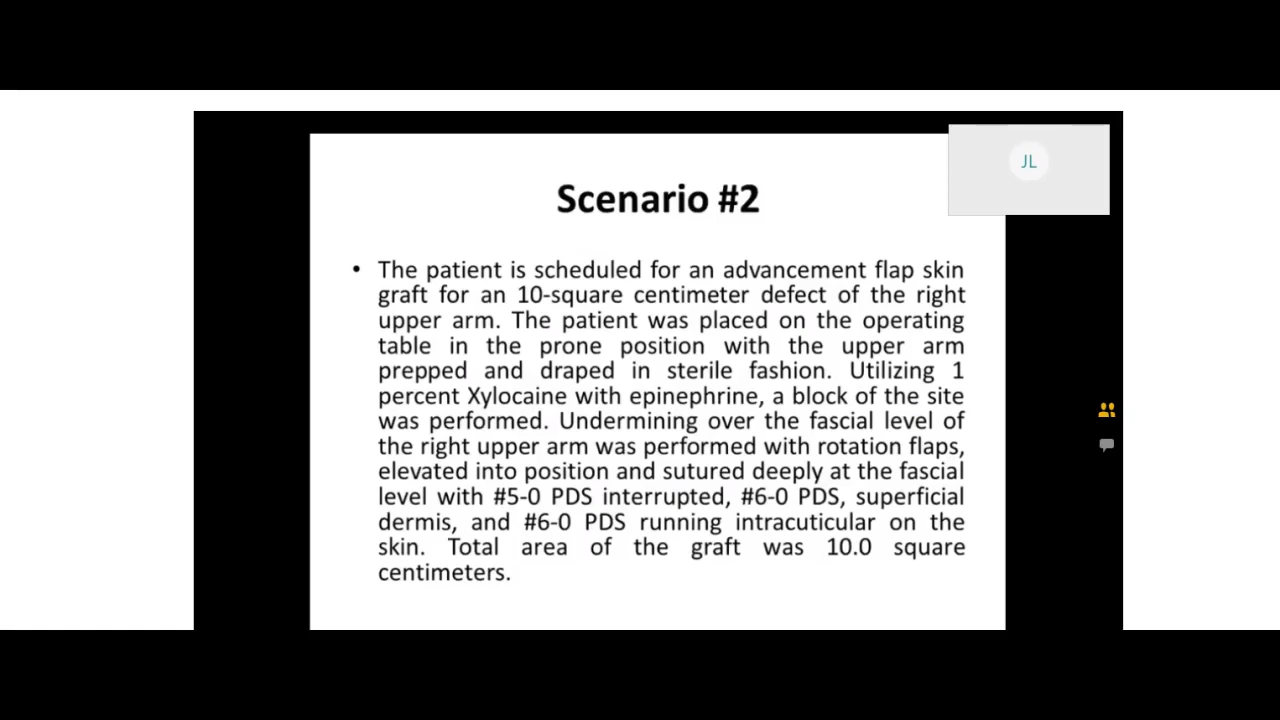 JL
Scenario #2
• The patient is scheduled for an advancement flap skin
graft for an 10-square centimeter defect of the right
upper arm. The patient was placed on the operating
table in the prone position with the upper arm
prepped and draped in sterile fashion. Utilizing 1
percent Xylocaine with epinephrine, a block of the site
was performed. Undermining over the fascial level of
the right upper arm was performed with rotation flaps,
elevated into position and sutured deeply at the fascial
level with #5-0 PDS interrupted, #6-0 PDS, superficial
dermis, and #6-0 PDS running intracuticular on the
skin. Total area of the graft was 10.0 square
centimeters.